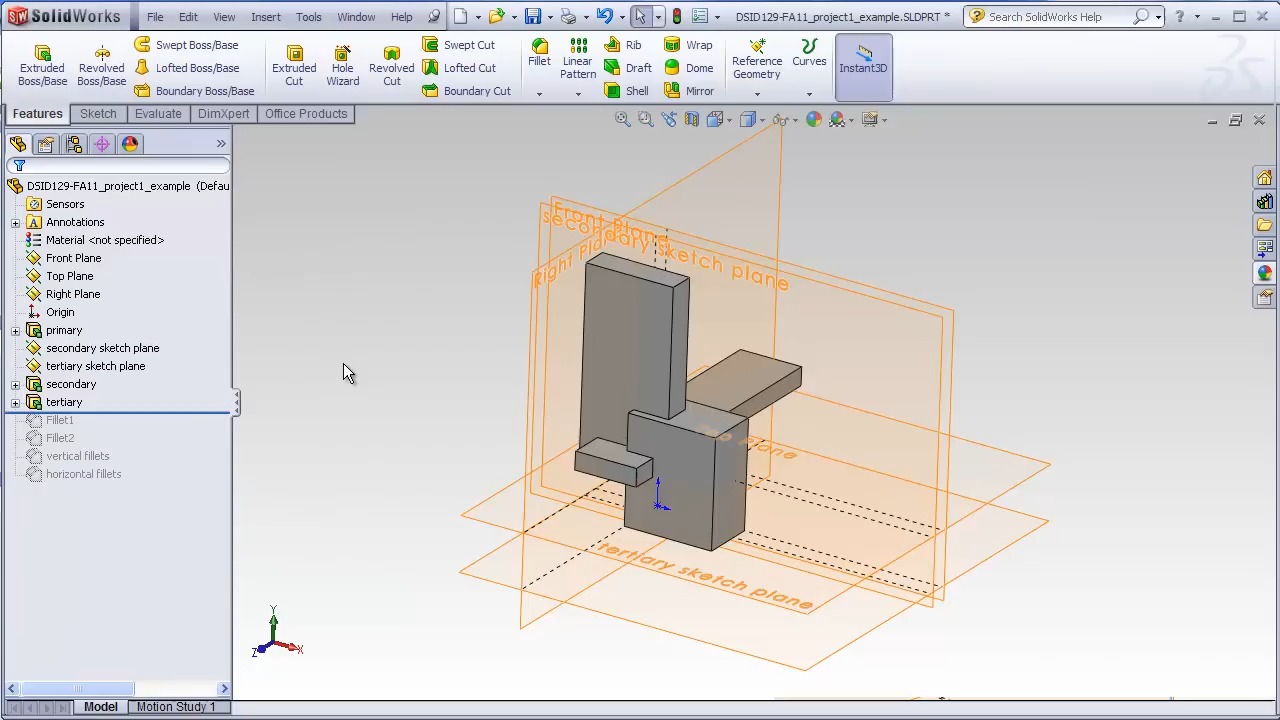 SolidWorks File Edit View Insert Tools Window Help DSID129-FA11_project1_example.SLDPRT * Search SolidWorks Help ?
Extruded Boss/Base
Revolved Boss/Base
Swept Boss/Base
Lofted Boss/Base
Boundary Boss/Base
Extruded Cut
Hole Wizard
Revolved Cut
Swept Cut
Lofted Cut
Boundary Cut
Fillet
Linear Pattern
Rib
Draft
Shell
Wrap
Dome
Mirror
Reference Geometry
Curves
Instant3D
Features Sketch Evaluate DimXpert Office Products
DSID129-FA11_project1_example (Defau
Sensors
Annotations
Material <not specified>
Front Plane
Top Plane
Right Plane
Origin
primary
secondary sketch plane
tertiary sketch plane
secondary
tertiary
Fillet1
Fillet2
vertical fillets
horizontal fillets
Front Plane
secondary sketch plane
Right Plan
Top Plane
tertiary sketch plane
Y
Z X
Model Motion Study 1